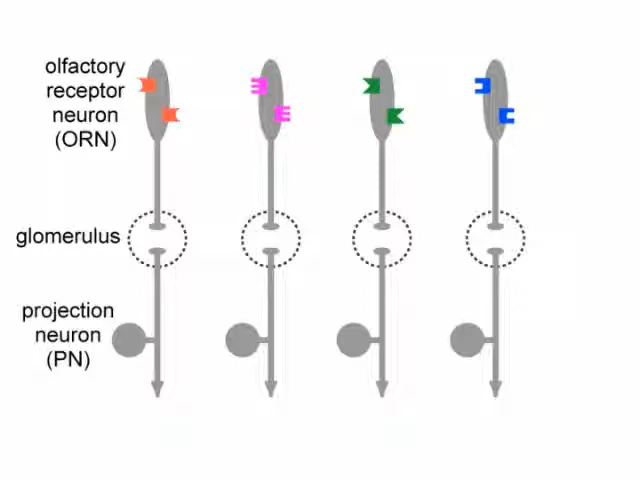 olfactory
receptor
neuron
(ORN)
glomerulus
projection
neuron
(PN)